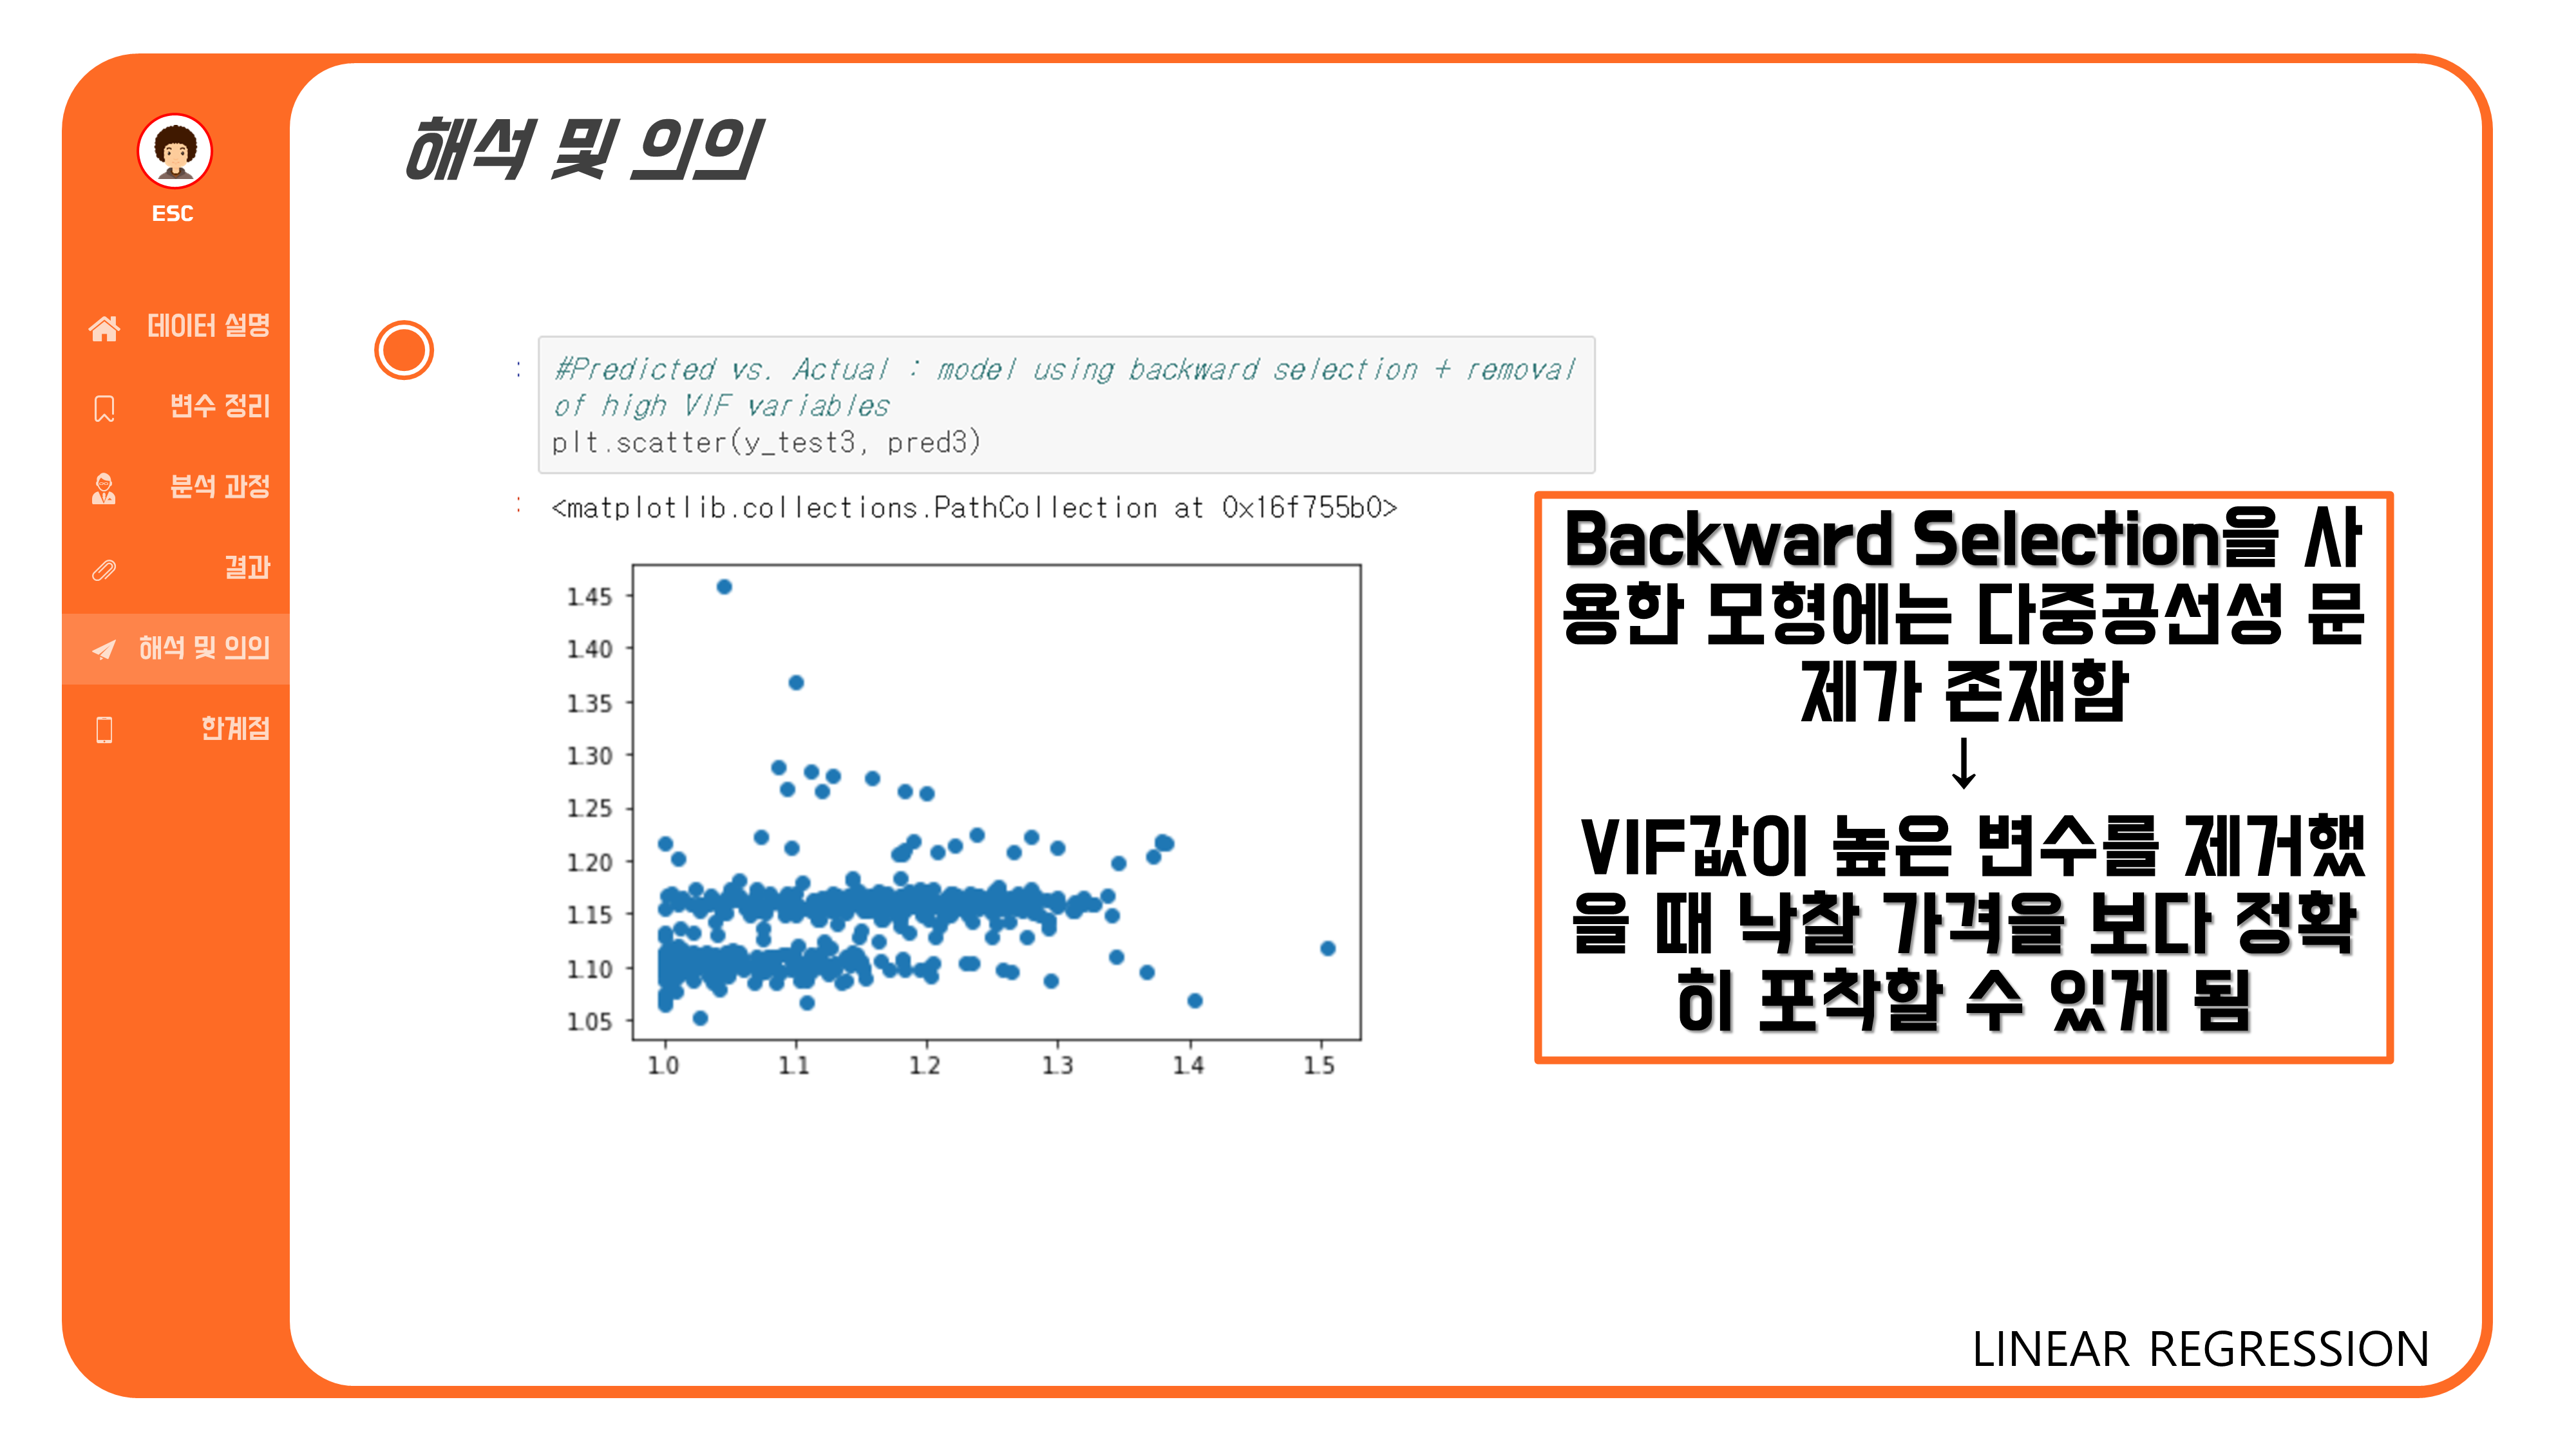 ESC
데이터 설명
변수 정리
분석 과정
결과
해석 및 의의
한계점
해석 및 의의
#Predicted vs. Actual : model using backward selection + removal
of high VIF variables
plt.scatter(y_test3, pred3)
<matplotlib.collections.PathCollection at 0x16f755b0>
1.45
1.40
1.35
1.30
1.25
1.20
1.15
1.10
1.05
1.0 1.1 1.2 1.3 1.4 1.5
Backward Selection을 사
용한 모형에는 다중공선성 문
제가 존재함
↓
VIF값이 높은 변수를 제거했
을 때 낙찰 가격을 보다 정확
히 포착할 수 있게 됨
LINEAR REGRESSION